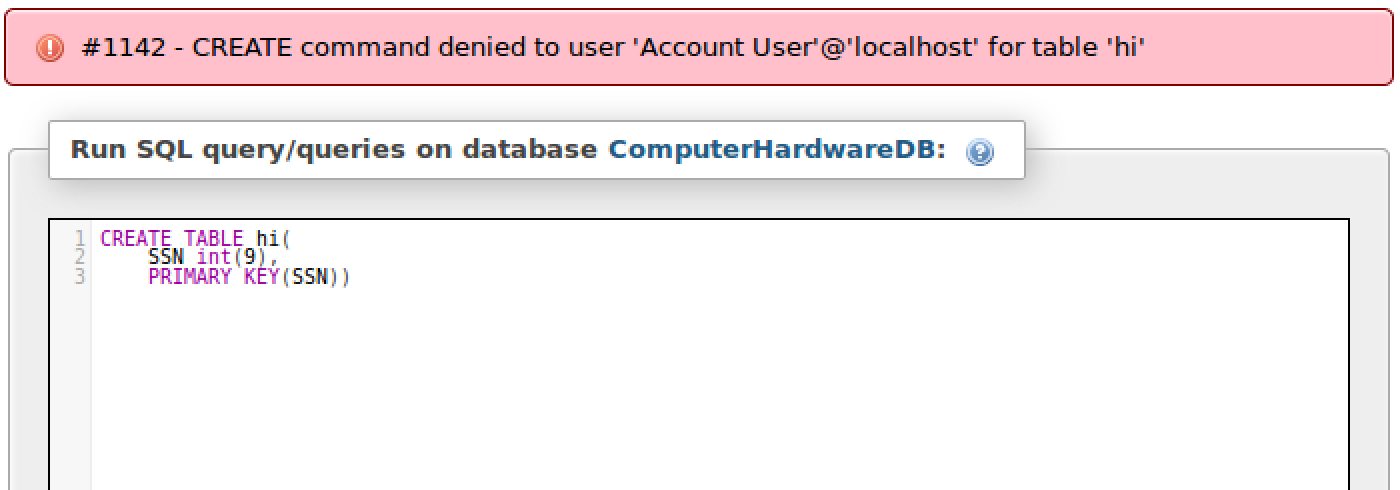 #1142 - CREATE command denied to user 'Account User'@'localhost' for table 'hi'
Run SQL query/queries on database ComputerHardwareDB:
1 CREATE TABLE hi(
2     SSN int(9),
3     PRIMARY KEY(SSN))